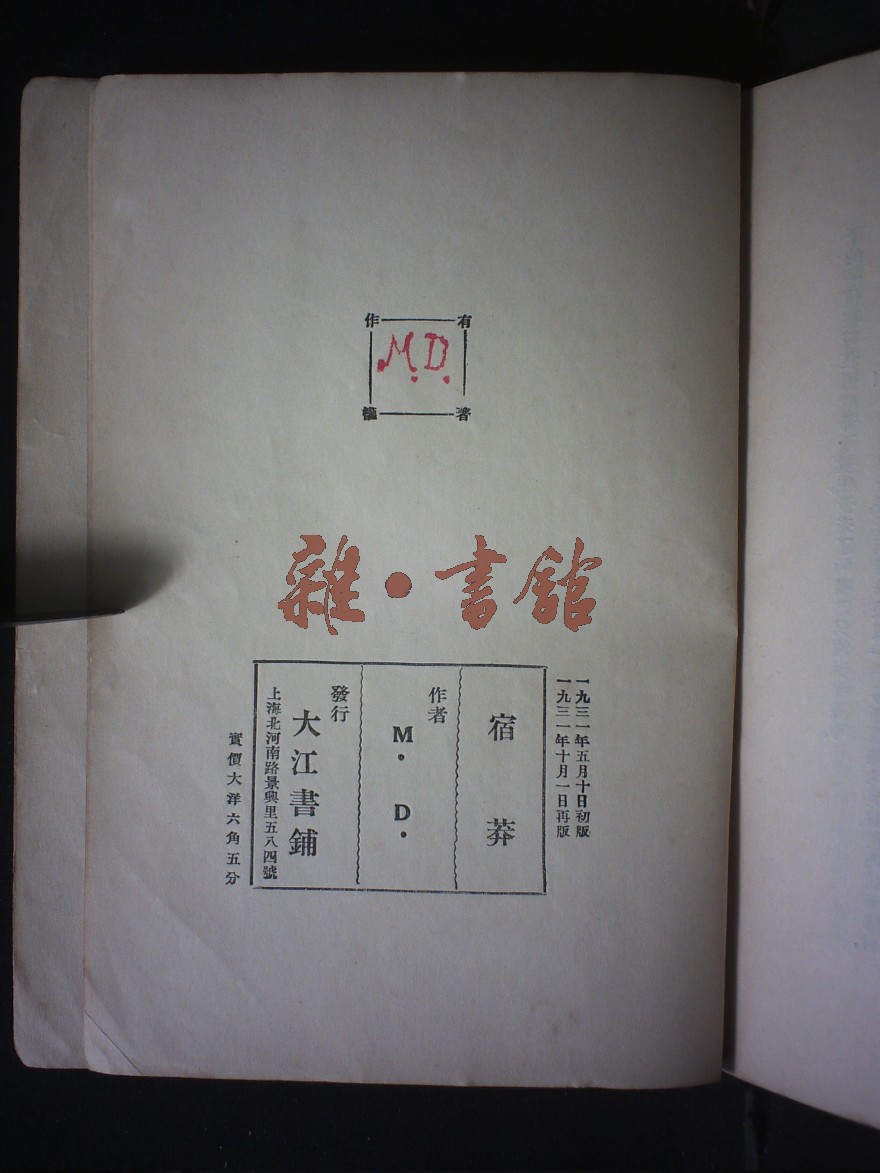 有著作權
M.D.
雜·書館
一九三一年五月十日初版
一九三一年十月一日再版
宿莽
作者
M. D.
發行
大江書鋪
上海北河南路景興里五八四號
實價大洋六角五分